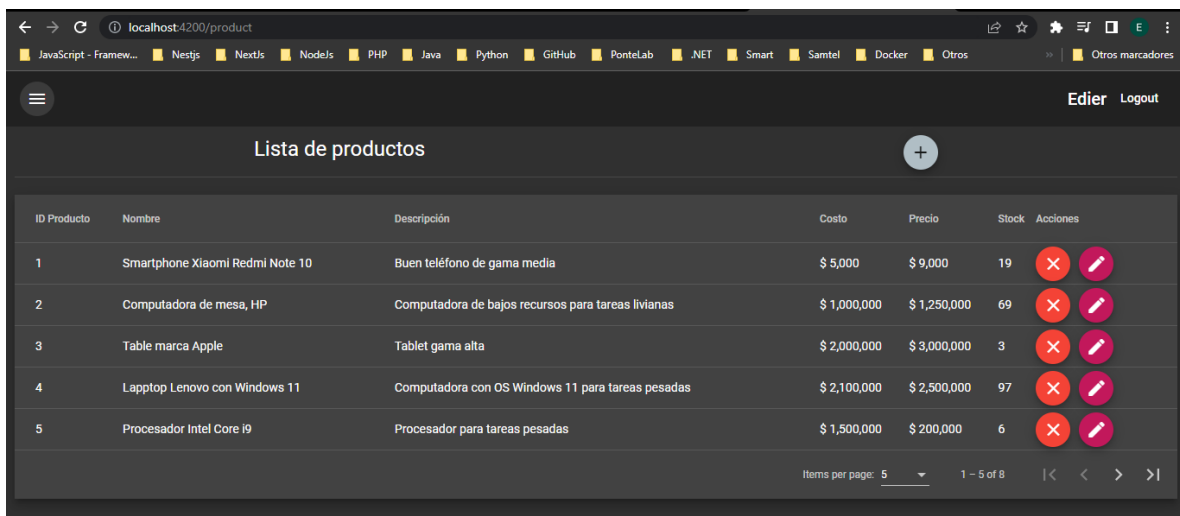 localhost:4200/product
E
JavaScript - Framew... Nestjs NextJs NodeJs PHP Java Python GitHub PonteLab .NET Smart Samtel Docker Otros » Otros marcadores
Edier Logout
Lista de productos +
ID Producto Nombre Descripción Costo Precio Stock Acciones
1 Smartphone Xiaomi Redmi Note 10 Buen teléfono de gama media $ 5,000 $ 9,000 19
2 Computadora de mesa, HP Computadora de bajos recursos para tareas livianas $ 1,000,000 $ 1,250,000 69
3 Table marca Apple Tablet gama alta $ 2,000,000 $ 3,000,000 3
4 Lapptop Lenovo con Windows 11 Computadora con OS Windows 11 para tareas pesadas $ 2,100,000 $ 2,500,000 97
5 Procesador Intel Core i9 Procesador para tareas pesadas $ 1,500,000 $ 200,000 6
Items per page: 5 1 – 5 of 8